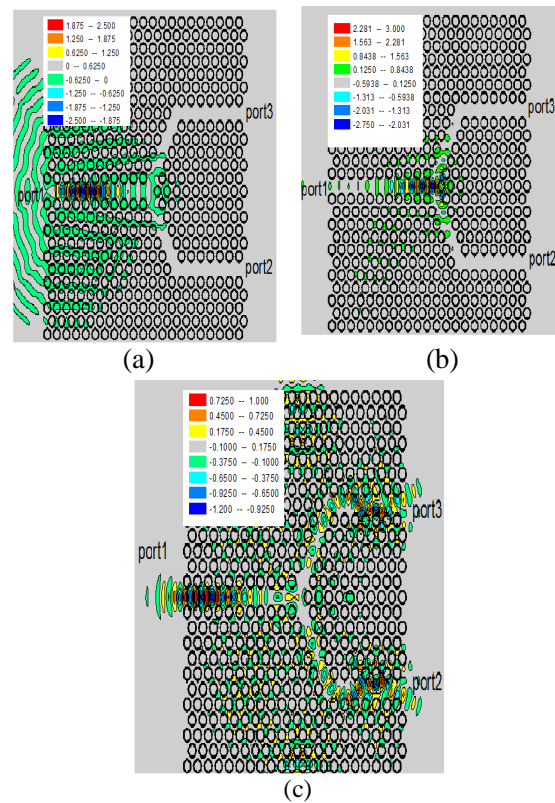 1.875 -- 2.500
1.250 -- 1.875
0.6250 -- 1.250
0 -- 0.6250
-0.6250 -- 0
-1.250 -- -0.6250
-1.875 -- -1.250
-2.500 -- -1.875
port3
port1
port2
(a)
2.281 -- 3.000
1.563 -- 2.281
0.8438 -- 1.563
0.1250 -- 0.8438
-0.5938 -- 0.1250
-1.313 -- -0.5938
-2.031 -- -1.313
-2.750 -- -2.031
port3
port1
port2
(b)
0.7250 -- 1.000
0.4500 -- 0.7250
0.1750 -- 0.4500
-0.1000 -- 0.1750
-0.3750 -- -0.1000
-0.6500 -- -0.3750
-0.9250 -- -0.6500
-1.200 -- -0.9250
port3
port1
port2
(c)